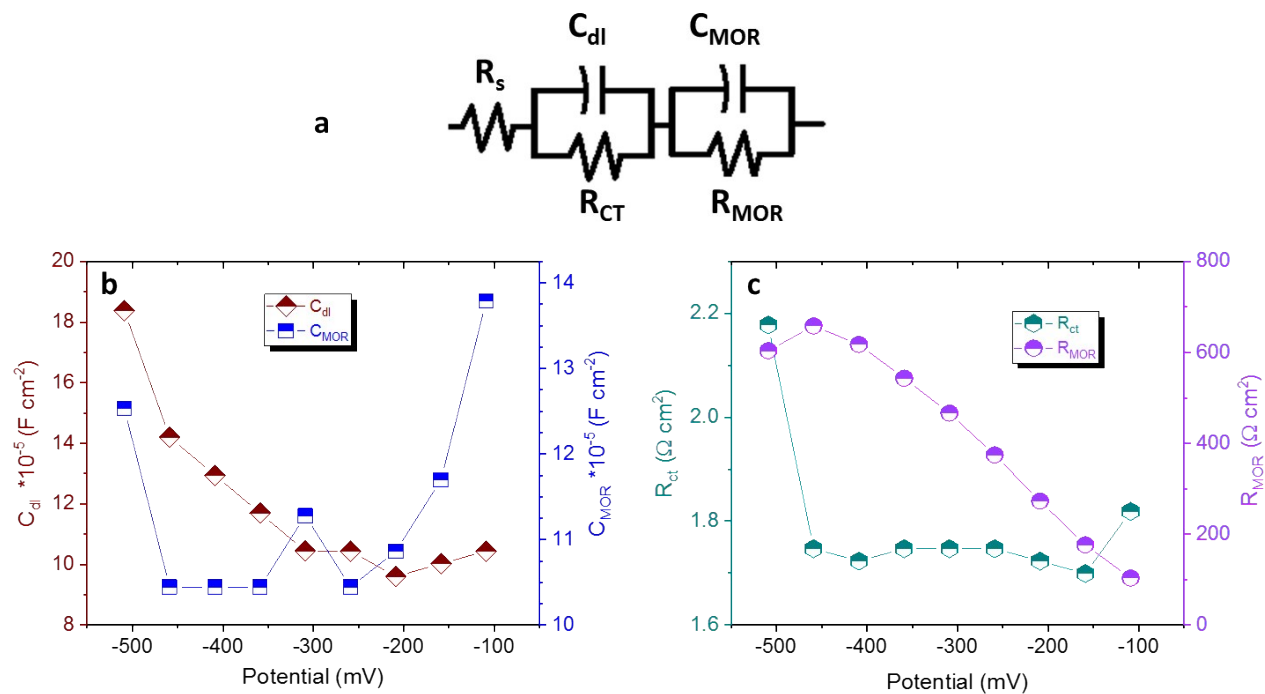 C_dl C_MOR
R_s
a
R_CT R_MOR
b
C_dl
C_MOR
C_dl *10^-5 (F cm^-2)
20
18
16
14
12
10
8
C_MOR *10^-5 (F cm^-2)
14
13
12
11
10
-500 -400 -300 -200 -100
Potential (mV)
c
R_ct
R_MOR
R_ct (Ω cm^2)
2.2
2.0
1.8
1.6
R_MOR (Ω cm^2)
800
600
400
200
0
-500 -400 -300 -200 -100
Potential (mV)